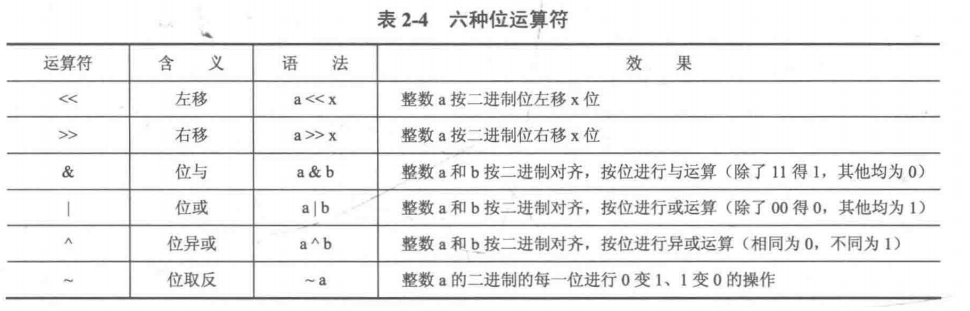 表 2-4 六种位运算符
运算符 含 义 语 法 效 果
<< 左移 a << x 整数 a 按二进制位左移 x 位
>> 右移 a >> x 整数 a 按二进制位右移 x 位
& 位与 a & b 整数 a 和 b 按二进制对齐，按位进行与运算（除了 11 得 1，其他均为 0）
| 位或 a | b 整数 a 和 b 按二进制对齐，按位进行或运算（除了 00 得 0，其他均为 1）
^ 位异或 a ^ b 整数 a 和 b 按二进制对齐，按位进行异或运算（相同为 0，不同为 1）
~ 位取反 ~ a 整数 a 的二进制的每一位进行 0 变 1、1 变 0 的操作